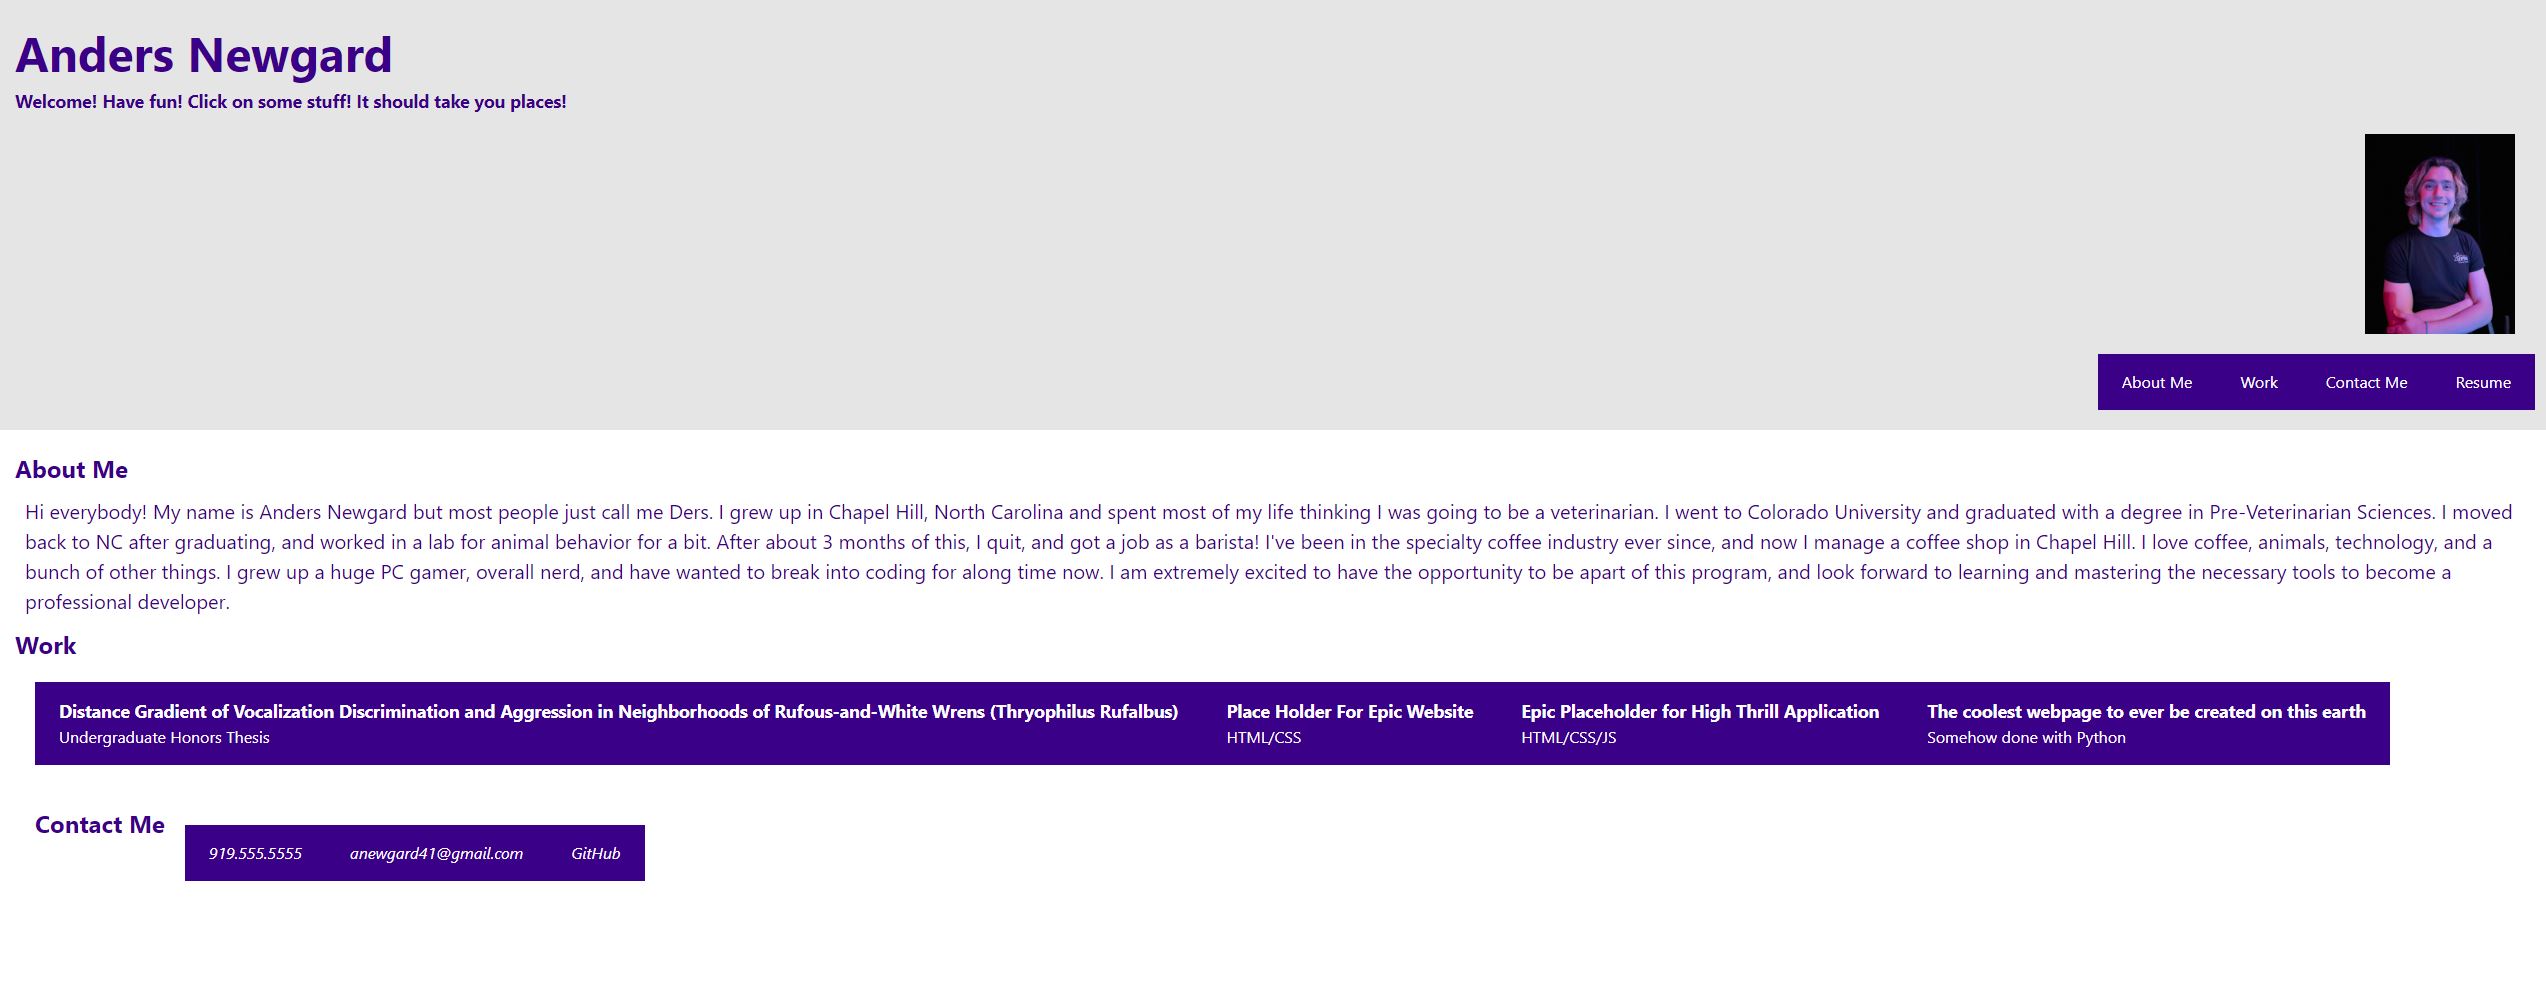 Anders Newgard
Welcome! Have fun! Click on some stuff! It should take you places!
About Me
Work
Contact Me
Resume
About Me
Hi everybody! My name is Anders Newgard but most people just call me Ders. I grew up in Chapel Hill, North Carolina and spent most of my life thinking I was going to be a veterinarian. I went to Colorado University and graduated with a degree in Pre-Veterinarian Sciences. I moved
back to NC after graduating, and worked in a lab for animal behavior for a bit. After about 3 months of this, I quit, and got a job as a barista! I've been in the specialty coffee industry ever since, and now I manage a coffee shop in Chapel Hill. I love coffee, animals, technology, and a
bunch of other things. I grew up a huge PC gamer, overall nerd, and have wanted to break into coding for along time now. I am extremely excited to have the opportunity to be apart of this program, and look forward to learning and mastering the necessary tools to become a
professional developer.
Work
Distance Gradient of Vocalization Discrimination and Aggression in Neighborhoods of Rufous-and-White Wrens (Thryophilus Rufalbus)
Undergraduate Honors Thesis
Place Holder For Epic Website
HTML/CSS
Epic Placeholder for High Thrill Application
HTML/CSS/JS
The coolest webpage to ever be created on this earth
Somehow done with Python
Contact Me
919.555.5555
anewgard41@gmail.com
GitHub